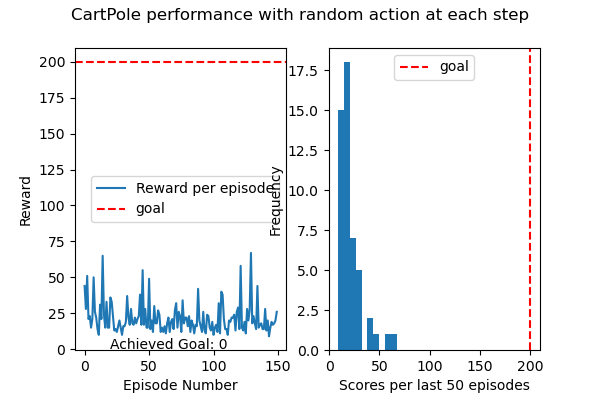 CartPole performance with random action at each step
200
175
150
125
100
75
50
25
0
Reward
Reward per episode
goal
Achieved Goal: 0
0
50
100
150
Episode Number
17.5
15.0
12.5
10.0
7.5
5.0
2.5
0.0
Frequency
goal
0
50
100
150
200
Scores per last 50 episodes